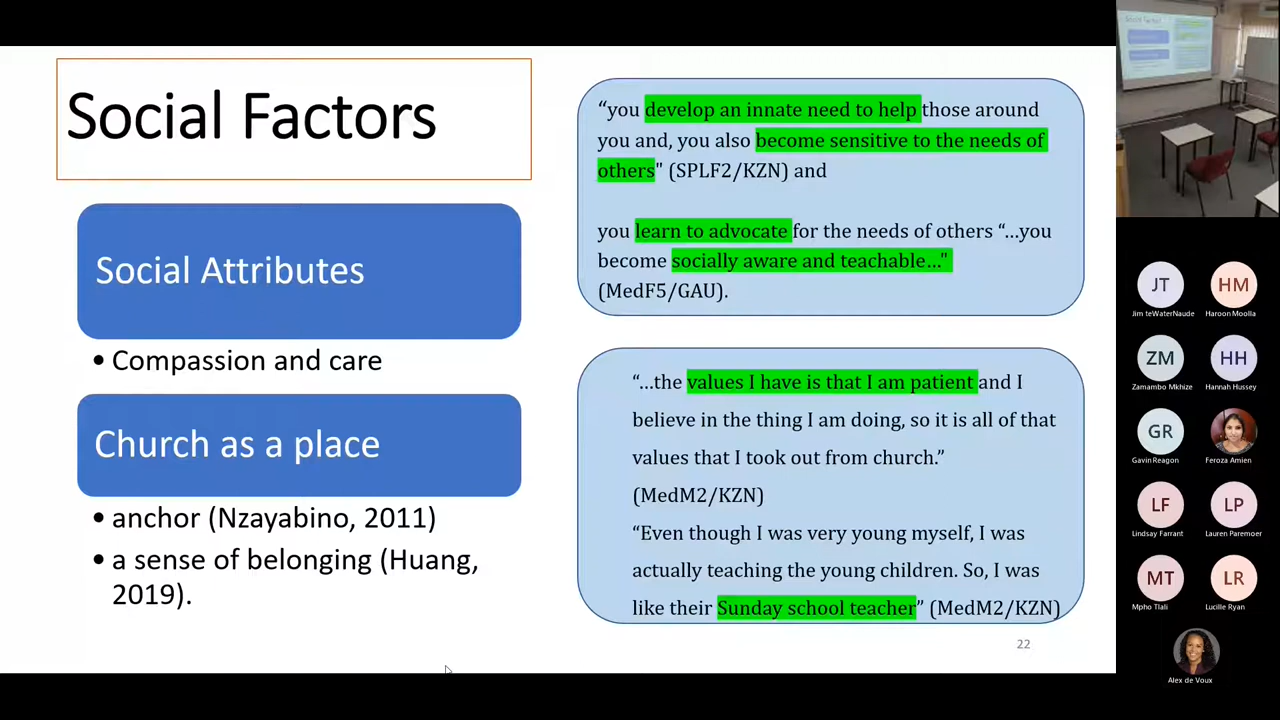 Social Factors
Social Attributes
• Compassion and care
Church as a place
• anchor (Nzayabino, 2011)
• a sense of belonging (Huang,
2019).
“you develop an innate need to help those around
you and, you also become sensitive to the needs of
others" (SPLF2/KZN) and
you learn to advocate for the needs of others “…you
become socially aware and teachable…”
(MedF5/GAU).
“…the values I have is that I am patient and I
believe in the thing I am doing, so it is all of that
values that I took out from church.”
(MedM2/KZN)
“Even though I was very young myself, I was
actually teaching the young children. So, I was
like their Sunday school teacher” (MedM2/KZN)
22
Social Factors
JT
HM
Jim teWaterNaude
Haroon Moolla
ZM
HH
Zamambo Mkhize
Hannah Hussey
GR
Gavin Reagon
Feroza Amien
LF
LP
Lindsay Farrant
Lauren Paremoer
MT
LR
Mpho Tlali
Lucille Ryan
Alex de Voux